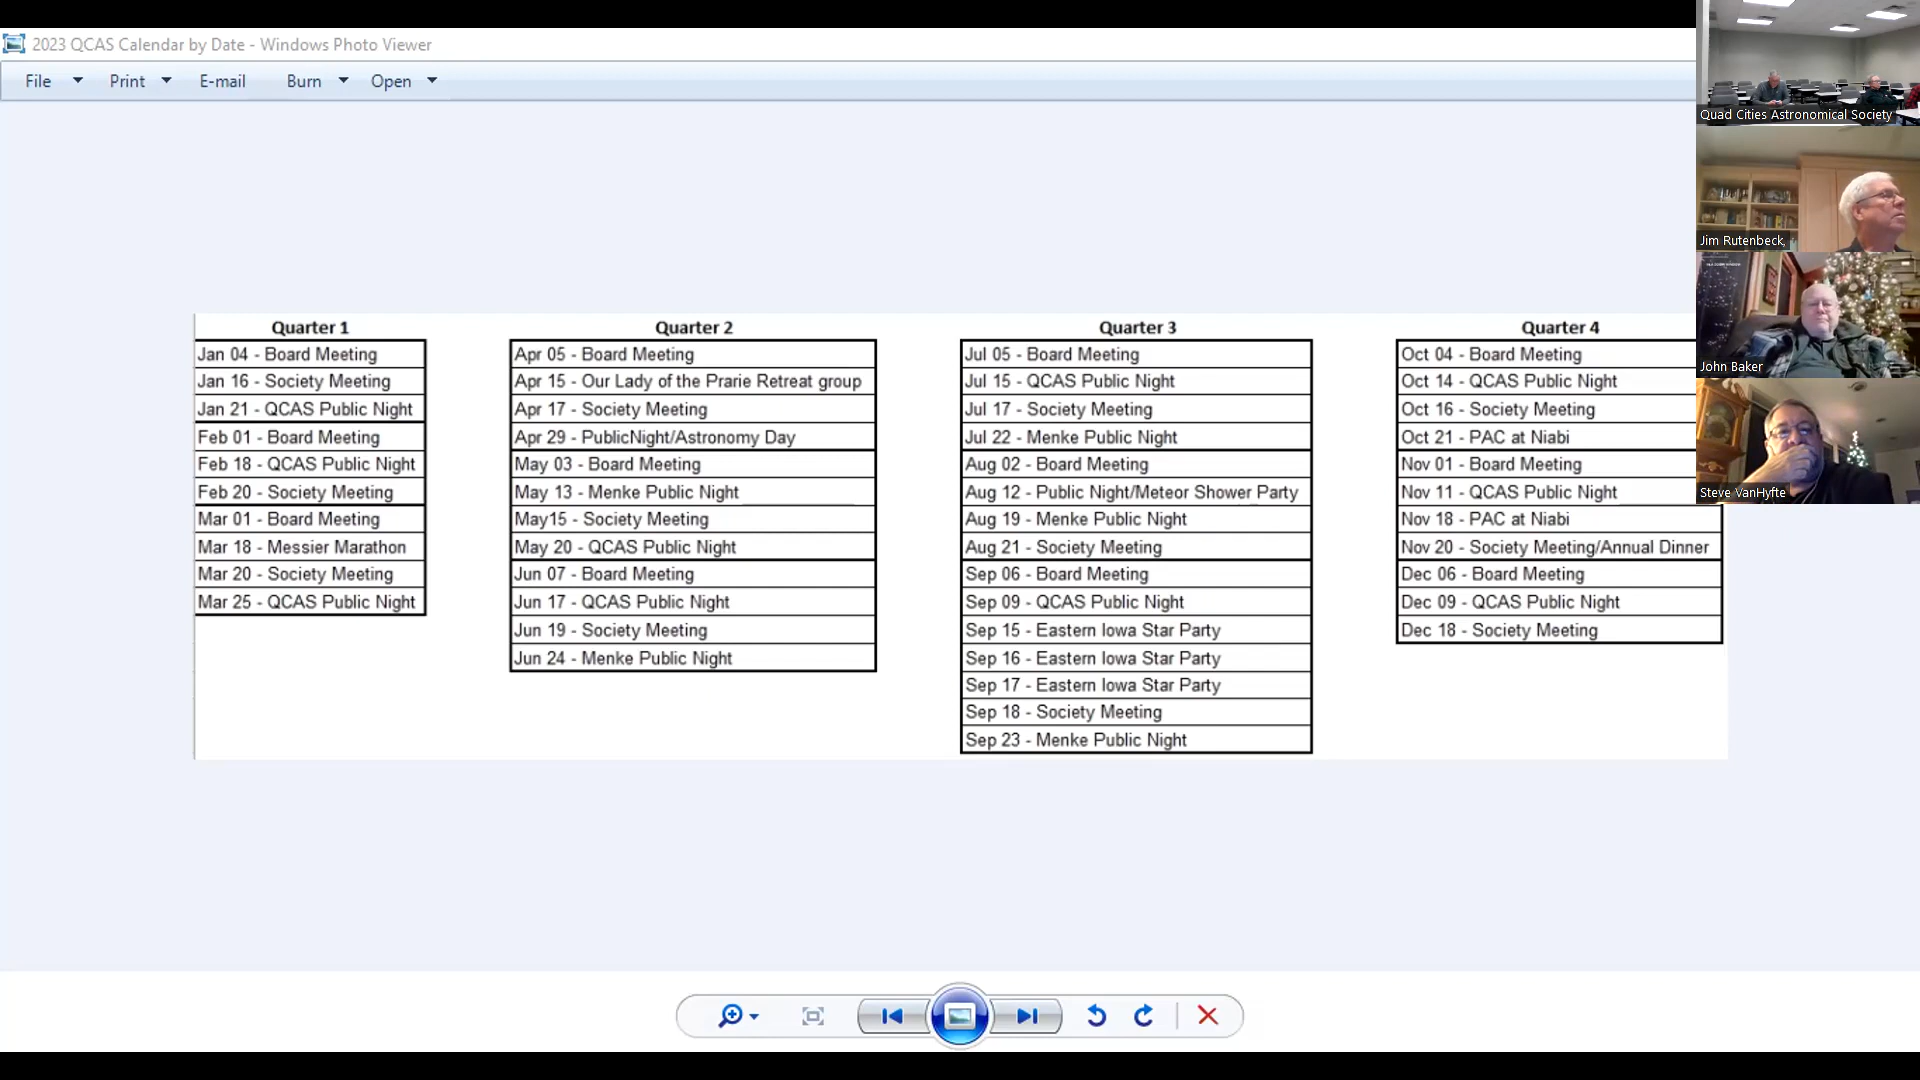 2023 QCAS Calendar by Date - Windows Photo Viewer
File Print E-mail Burn Open
Quarter 1
Jan 04 - Board Meeting
Jan 16 - Society Meeting
Jan 21 - QCAS Public Night
Feb 01 - Board Meeting
Feb 18 - QCAS Public Night
Feb 20 - Society Meeting
Mar 01 - Board Meeting
Mar 18 - Messier Marathon
Mar 20 - Society Meeting
Mar 25 - QCAS Public Night
Quarter 2
Apr 05 - Board Meeting
Apr 15 - Our Lady of the Prarie Retreat group
Apr 17 - Society Meeting
Apr 29 - PublicNight/Astronomy Day
May 03 - Board Meeting
May 13 - Menke Public Night
May15 - Society Meeting
May 20 - QCAS Public Night
Jun 07 - Board Meeting
Jun 17 - QCAS Public Night
Jun 19 - Society Meeting
Jun 24 - Menke Public Night
Quarter 3
Jul 05 - Board Meeting
Jul 15 - QCAS Public Night
Jul 17 - Society Meeting
Jul 22 - Menke Public Night
Aug 02 - Board Meeting
Aug 12 - Public Night/Meteor Shower Party
Aug 19 - Menke Public Night
Aug 21 - Society Meeting
Sep 06 - Board Meeting
Sep 09 - QCAS Public Night
Sep 15 - Eastern Iowa Star Party
Sep 16 - Eastern Iowa Star Party
Sep 17 - Eastern Iowa Star Party
Sep 18 - Society Meeting
Sep 23 - Menke Public Night
Quarter 4
Oct 04 - Board Meeting
Oct 14 - QCAS Public Night
Oct 16 - Society Meeting
Oct 21 - PAC at Niabi
Nov 01 - Board Meeting
Nov 11 - QCAS Public Night
Nov 18 - PAC at Niabi
Nov 20 - Society Meeting/Annual Dinner
Dec 06 - Board Meeting
Dec 09 - QCAS Public Night
Dec 18 - Society Meeting
Quad Cities Astronomical Society
Jim Rutenbeck,
John Baker
Steve VanHyfte